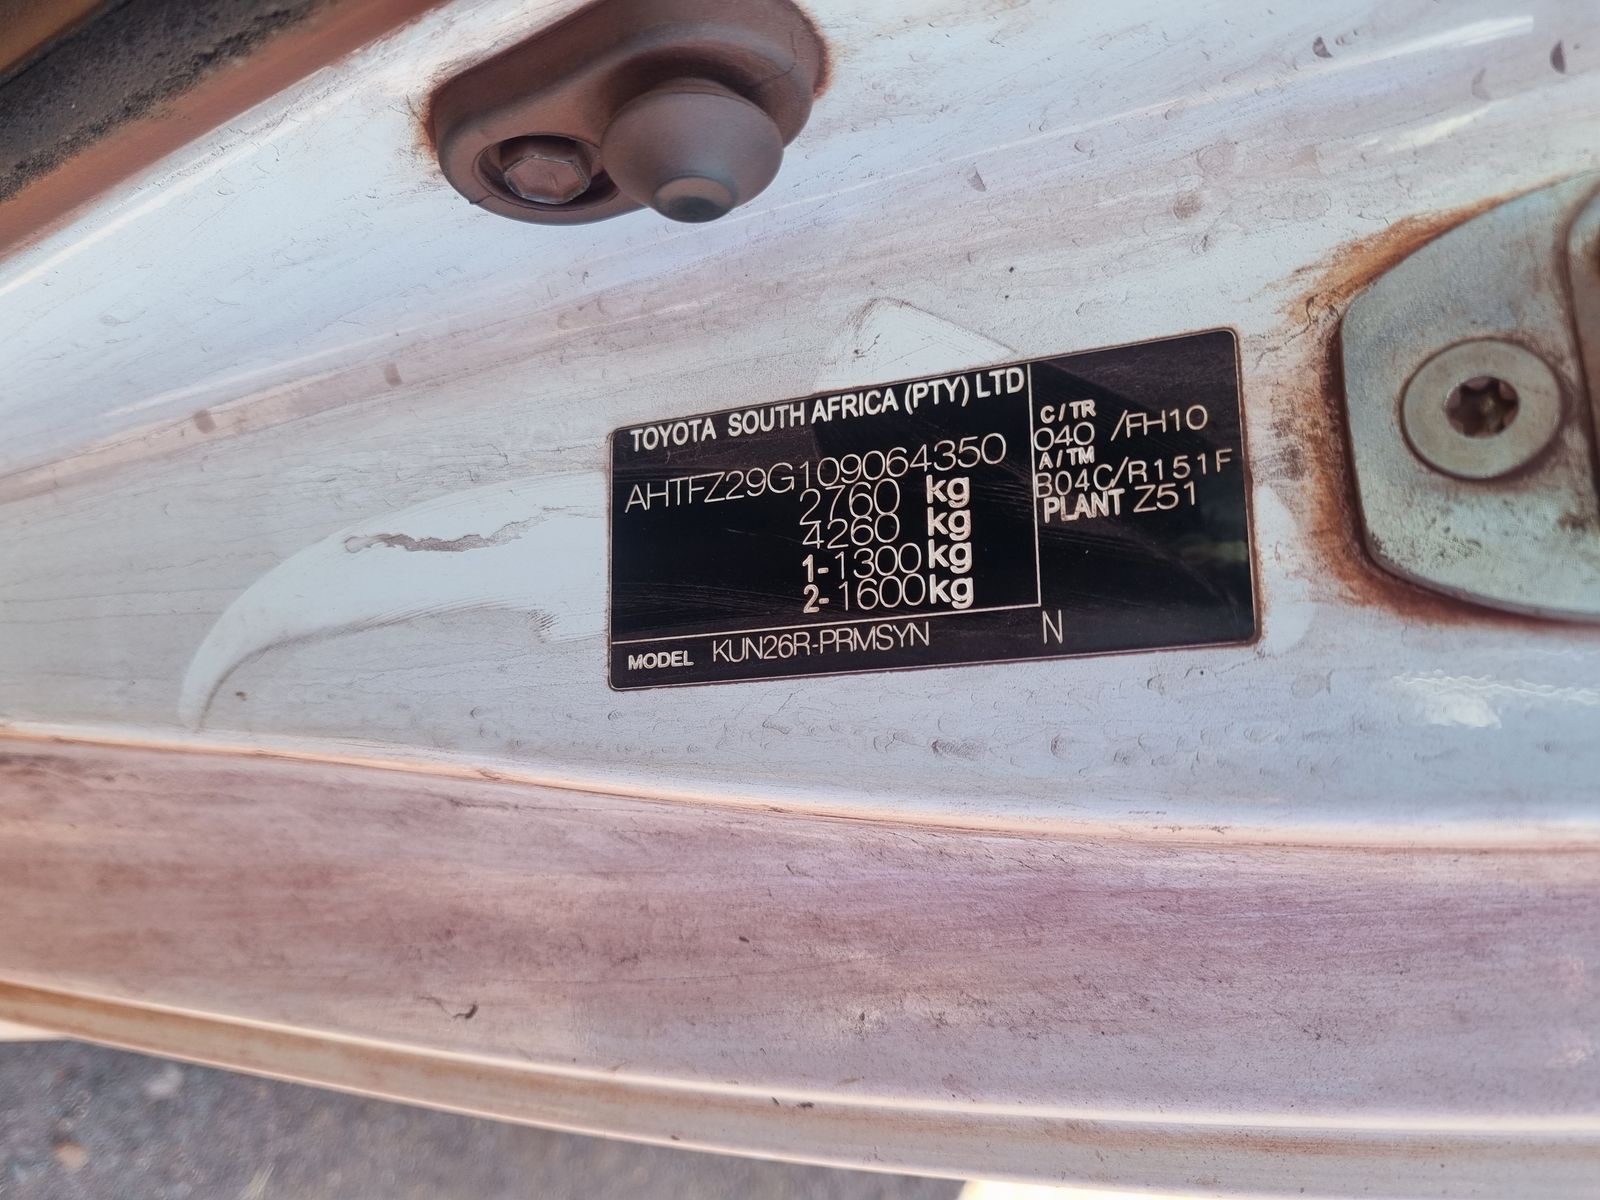 TOYOTA SOUTH AFRICA (PTY) LTD
AHTFZ29G109064350
2760 kg
4260 kg
1-1300 kg
2-1600 kg
MODEL KUN26R-PRMSYN
C/TR
040 /FH10
A/TM
B04C/R151F
PLANT Z51
N